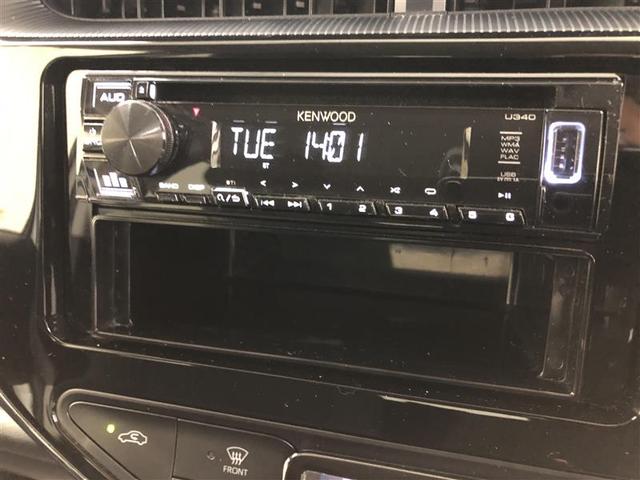 AUD
KENWOOD
U340
TUE 14:01
BT
MP3
WMA
WAV
FLAC
USB
BAND DISP
1 2 3 4 5 6
FRONT